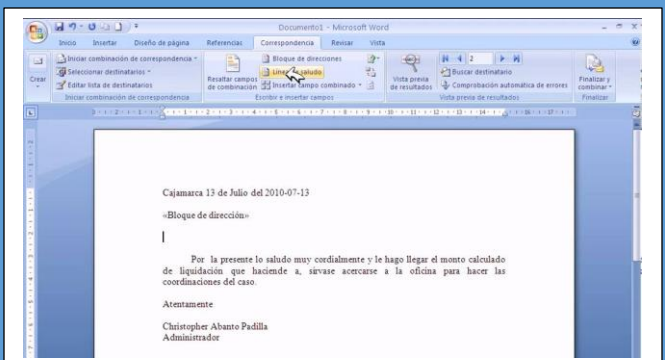 Documento1 - Microsoft Word
Inicio Insertar Diseño de página Referencias Correspondencia Revisar Vista
Iniciar combinación de correspondencia
Seleccionar destinatarios
Editar lista de destinatarios
Crear
Iniciar combinación de correspondencia
Resaltar campos de combinación
Bloque de direcciones
Línea saludo
Insertar campo combinado
Escribir e insertar campos
Vista previa de resultados
2
Buscar destinatario
Comprobación automática de errores
Vista previa de resultados
Finalizar y combinar
Finalizar
Cajamarca 13 de Julio del 2010-07-13
«Bloque de dirección»
Por la presente lo saludo muy cordialmente y le hago llegar el monto calculado
de liquidación que haciende a, sírvase acercarse a la oficina para hacer las
coordinaciones del caso.
Atentamente
Christopher Abanto Padilla
Administrador